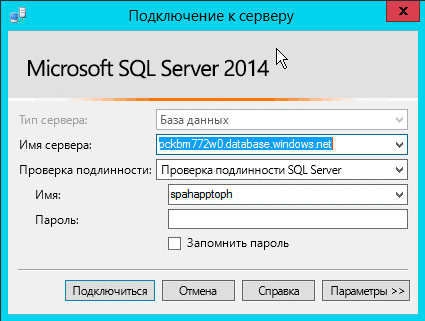 Подключение к серверу
Microsoft SQL Server 2014
Тип сервера: База данных
Имя сервера: pckbm772w0.database.windows.net
Проверка подлинности: Проверка подлинности SQL Server
Имя: spahapptoph
Пароль:
Запомнить пароль
Подключиться Отмена Справка Параметры >>